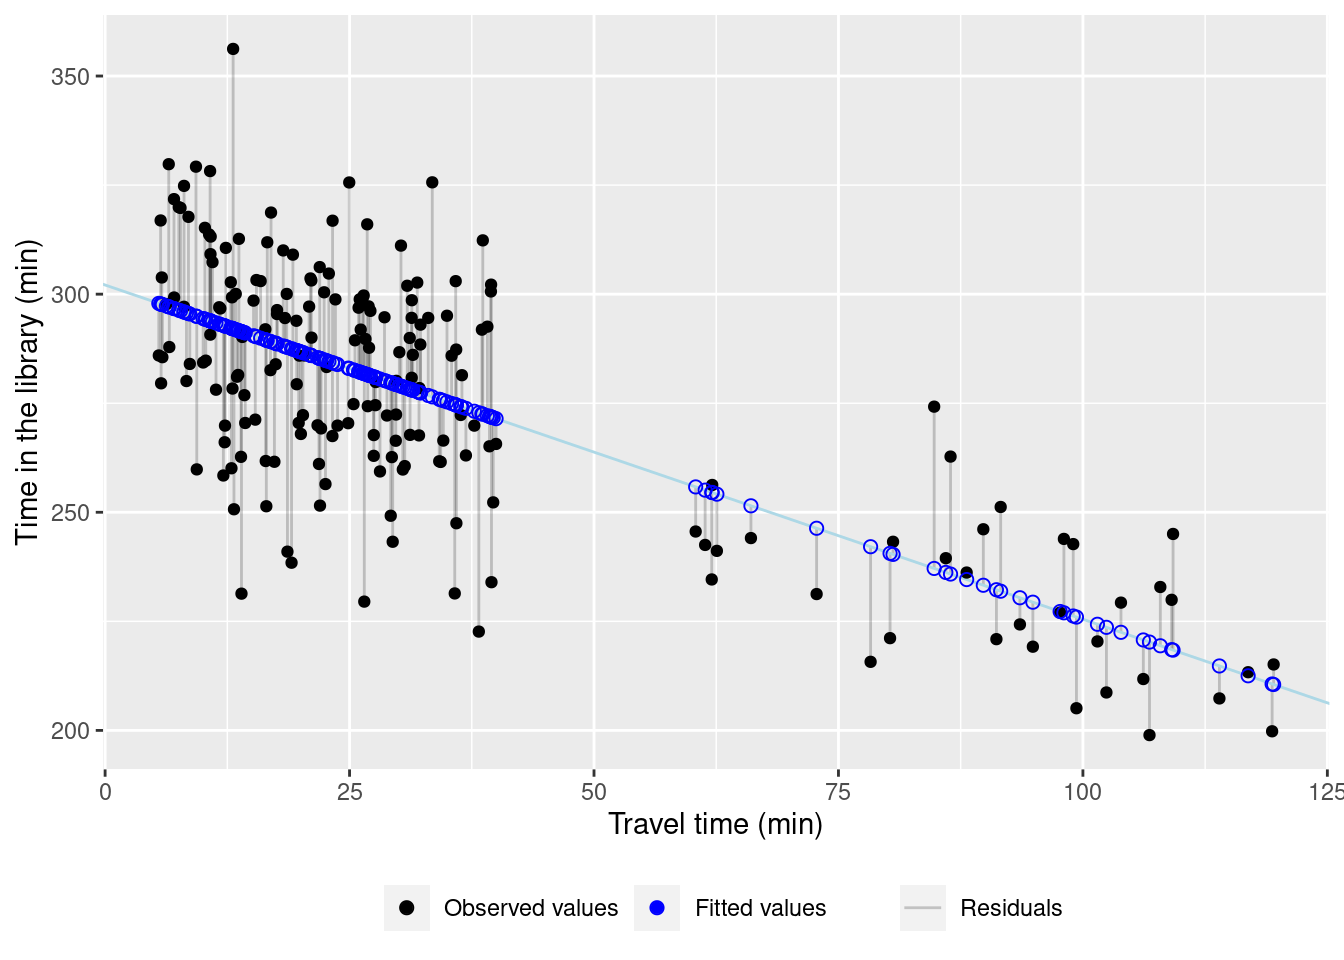 Time in the library (min)
350
300
250
200
0 25 50 75 100 125
Travel time (min)
Observed values Fitted values Residuals